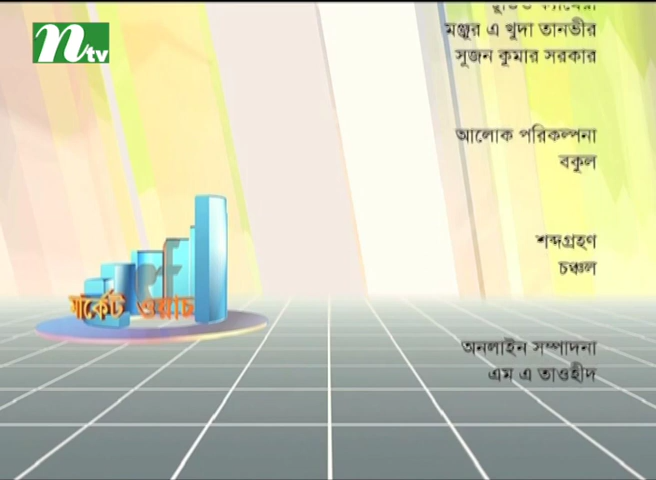 ntv
মঞ্জুর এ খুদা তানভীর
সুজন কুমার সরকার
আলোক পরিকল্পনা
বকুল
শব্দগ্রহণ
চঞ্চল
মার্কেট ওয়াচ
অনলাইন সম্পাদনা
এম এ তাওহীদ